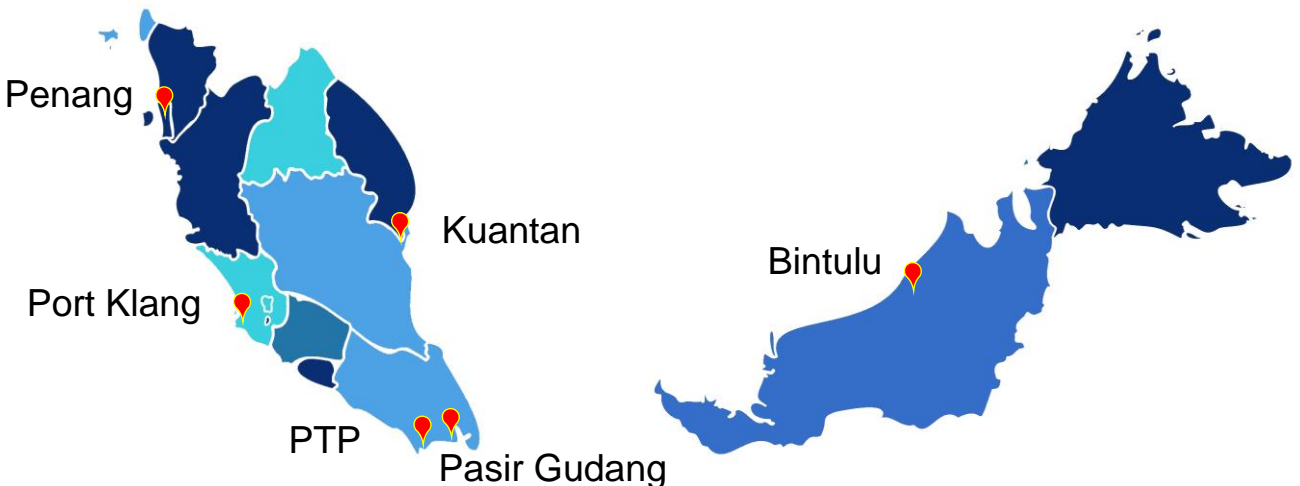 Penang
Kuantan
Bintulu
Port Klang
PTP
Pasir Gudang